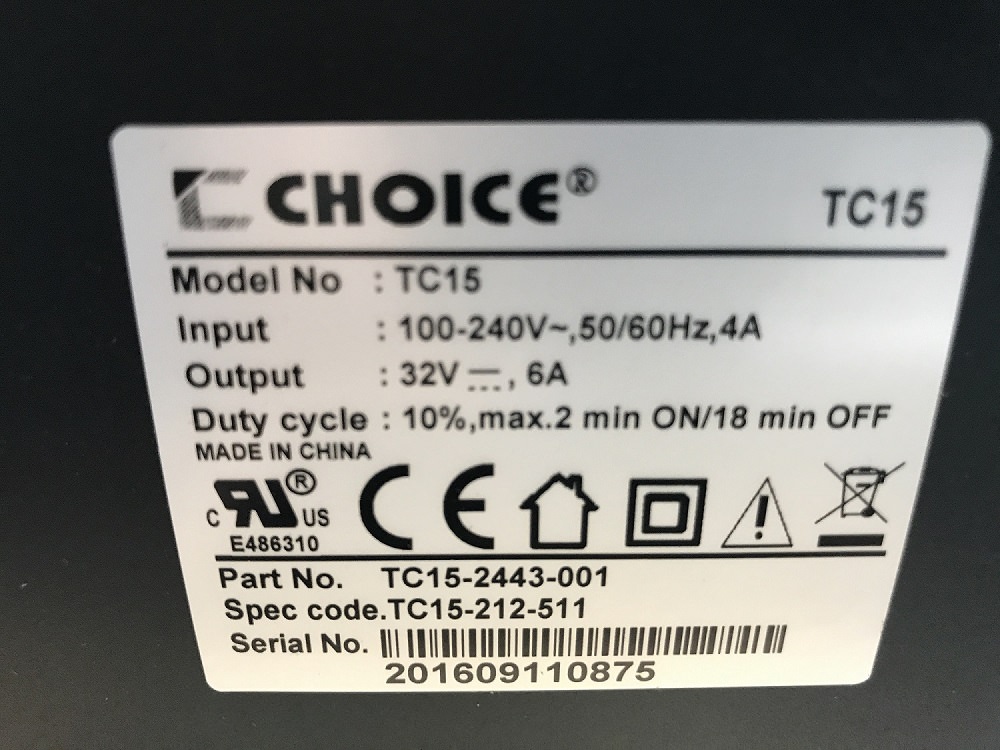 CHOICE® TC15
Model No : TC15
Input : 100-240V~,50/60Hz,4A
Output : 32V⎓, 6A
Duty cycle : 10%,max.2 min ON/18 min OFF
MADE IN CHINA
c RU® US CE
E486310
Part No. TC15-2443-001
Spec code.TC15-212-511
Serial No.
201609110875